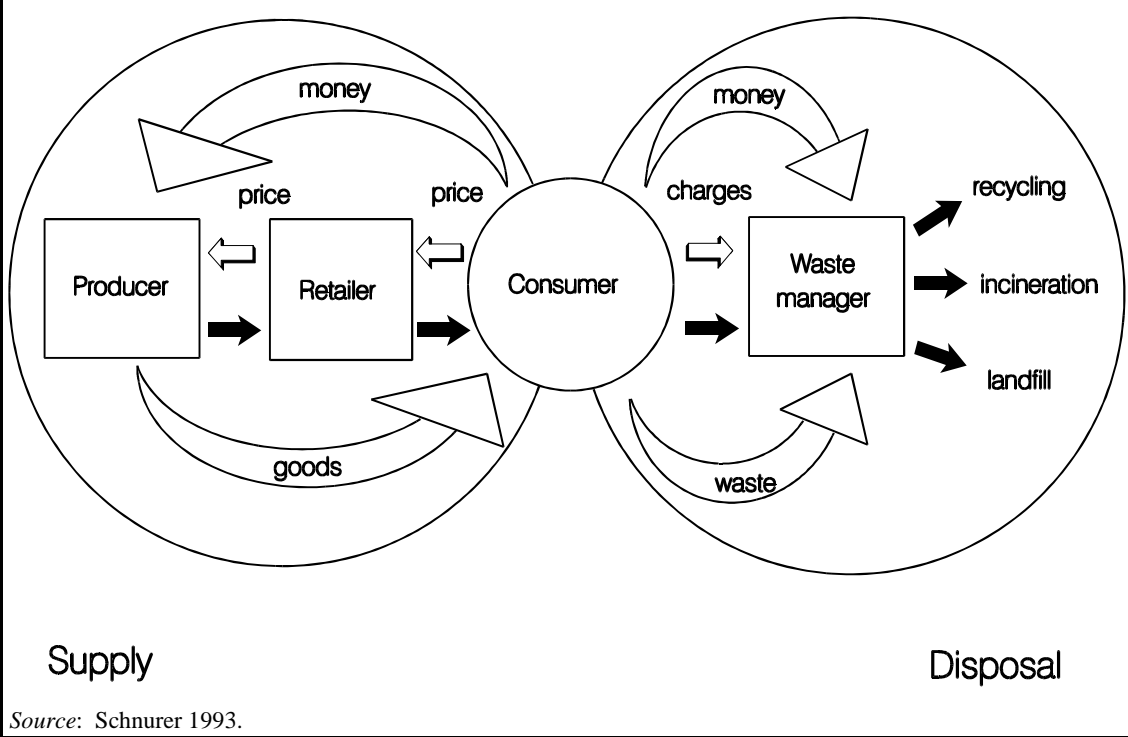 money
money
price
price
charges
recycling
Producer
Retailer
Consumer
Waste
manager
incineration
landfill
goods
waste
Supply
Disposal
Source: Schnurer 1993.